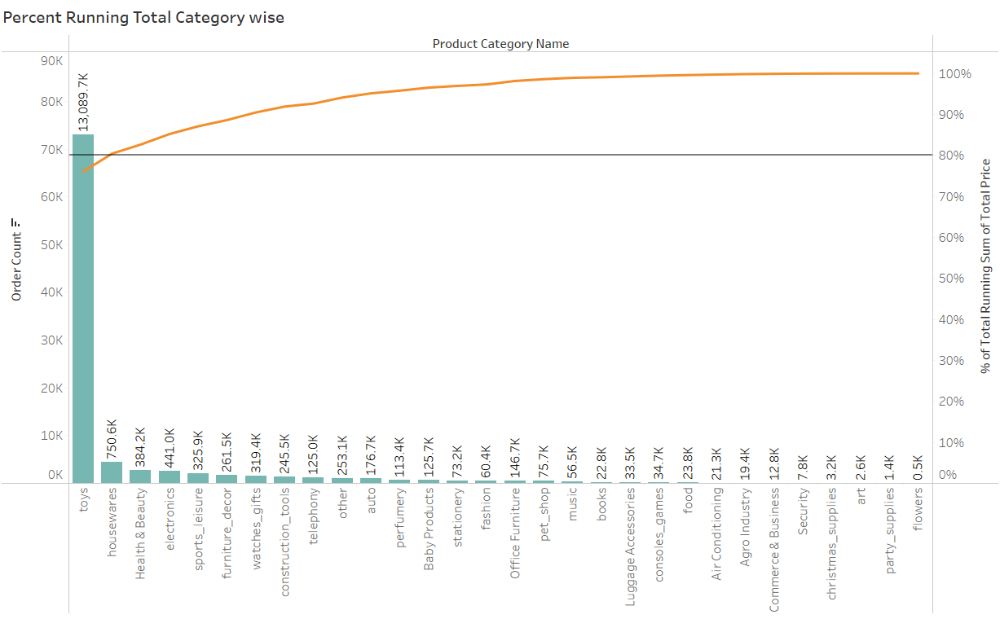 Percent Running Total Category wise
Product Category Name
90K
80K
70K
60K
50K
40K
30K
20K
10K
0K
Order Count
13,089.7K
750.6K
384.2K
441.0K
325.9K
261.5K
319.4K
245.5K
125.0K
253.1K
176.7K
113.4K
125.7K
73.2K
60.4K
146.7K
75.7K
56.5K
22.8K
33.5K
34.7K
23.8K
21.3K
19.4K
12.8K
7.8K
3.2K
2.6K
1.4K
0.5K
toys
housewares
Health & Beauty
electronics
sports_leisure
furniture_decor
watches_gifts
construction_tools
telephony
other
auto
perfumery
Baby Products
stationery
fashion
Office Furniture
pet_shop
music
books
Luggage Accessories
consoles_games
food
Air Conditioning
Agro Industry
Commerce & Business
Security
christmas_supplies
art
party_supplies
flowers
100%
90%
80%
70%
60%
50%
40%
30%
20%
10%
0%
% of Total Running Sum of Total Price